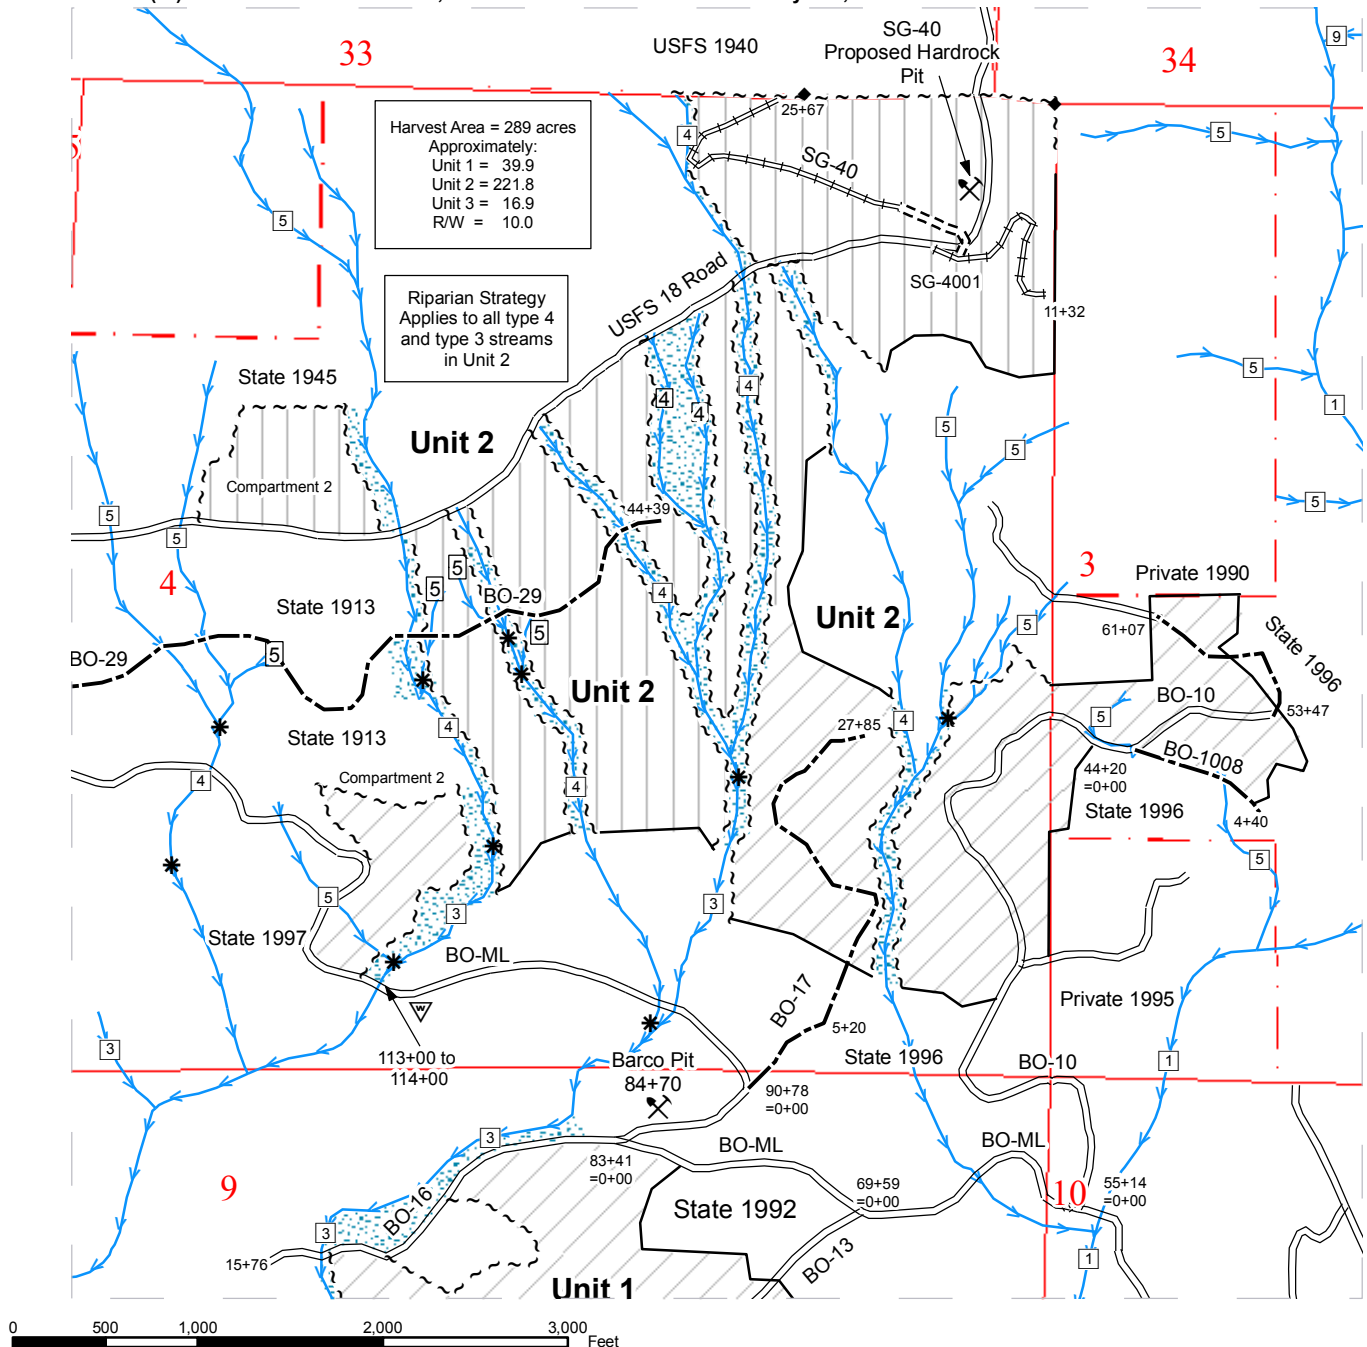 33
USFS 1940
SG-40
Proposed Hardrock
Pit
34
9
5
Harvest Area = 289 acres
Approximately:
Unit 1 = 39.9
Unit 2 = 221.8
Unit 3 = 16.9
R/W = 10.0
4
25+67
SG-40
5
5
USFS 18 Road
SG-4001
11+32
Riparian Strategy
Applies to all type 4
and type 3 streams
in Unit 2
State 1945
Unit 2
4
4
4
5
1
5
5
Compartment 2
5
5
44+39
5
4
State 1913
5
5
BO-29
4
5
3
Private 1990
Unit 2
5
61+07
State 1996
BO-29
5
Unit 2
BO-10
53+47
State 1913
4
27+85
4
5
BO-1008
4
Compartment 2
4
44+20
=0+00
State 1996
4+40
5
5
3
3
State 1997
BO-ML
BO-17
Private 1995
W
5+20
3
113+00 to
114+00
Barco Pit
84+70
State 1996
90+78
=0+00
BO-10
1
3
BO-ML
BO-ML
83+41
=0+00
69+59
=0+00
9
10
55+14
=0+00
BO-16
State 1992
3
15+76
BO-13
1
Unit 1
0
500
1,000
2,000
3,000
Feet